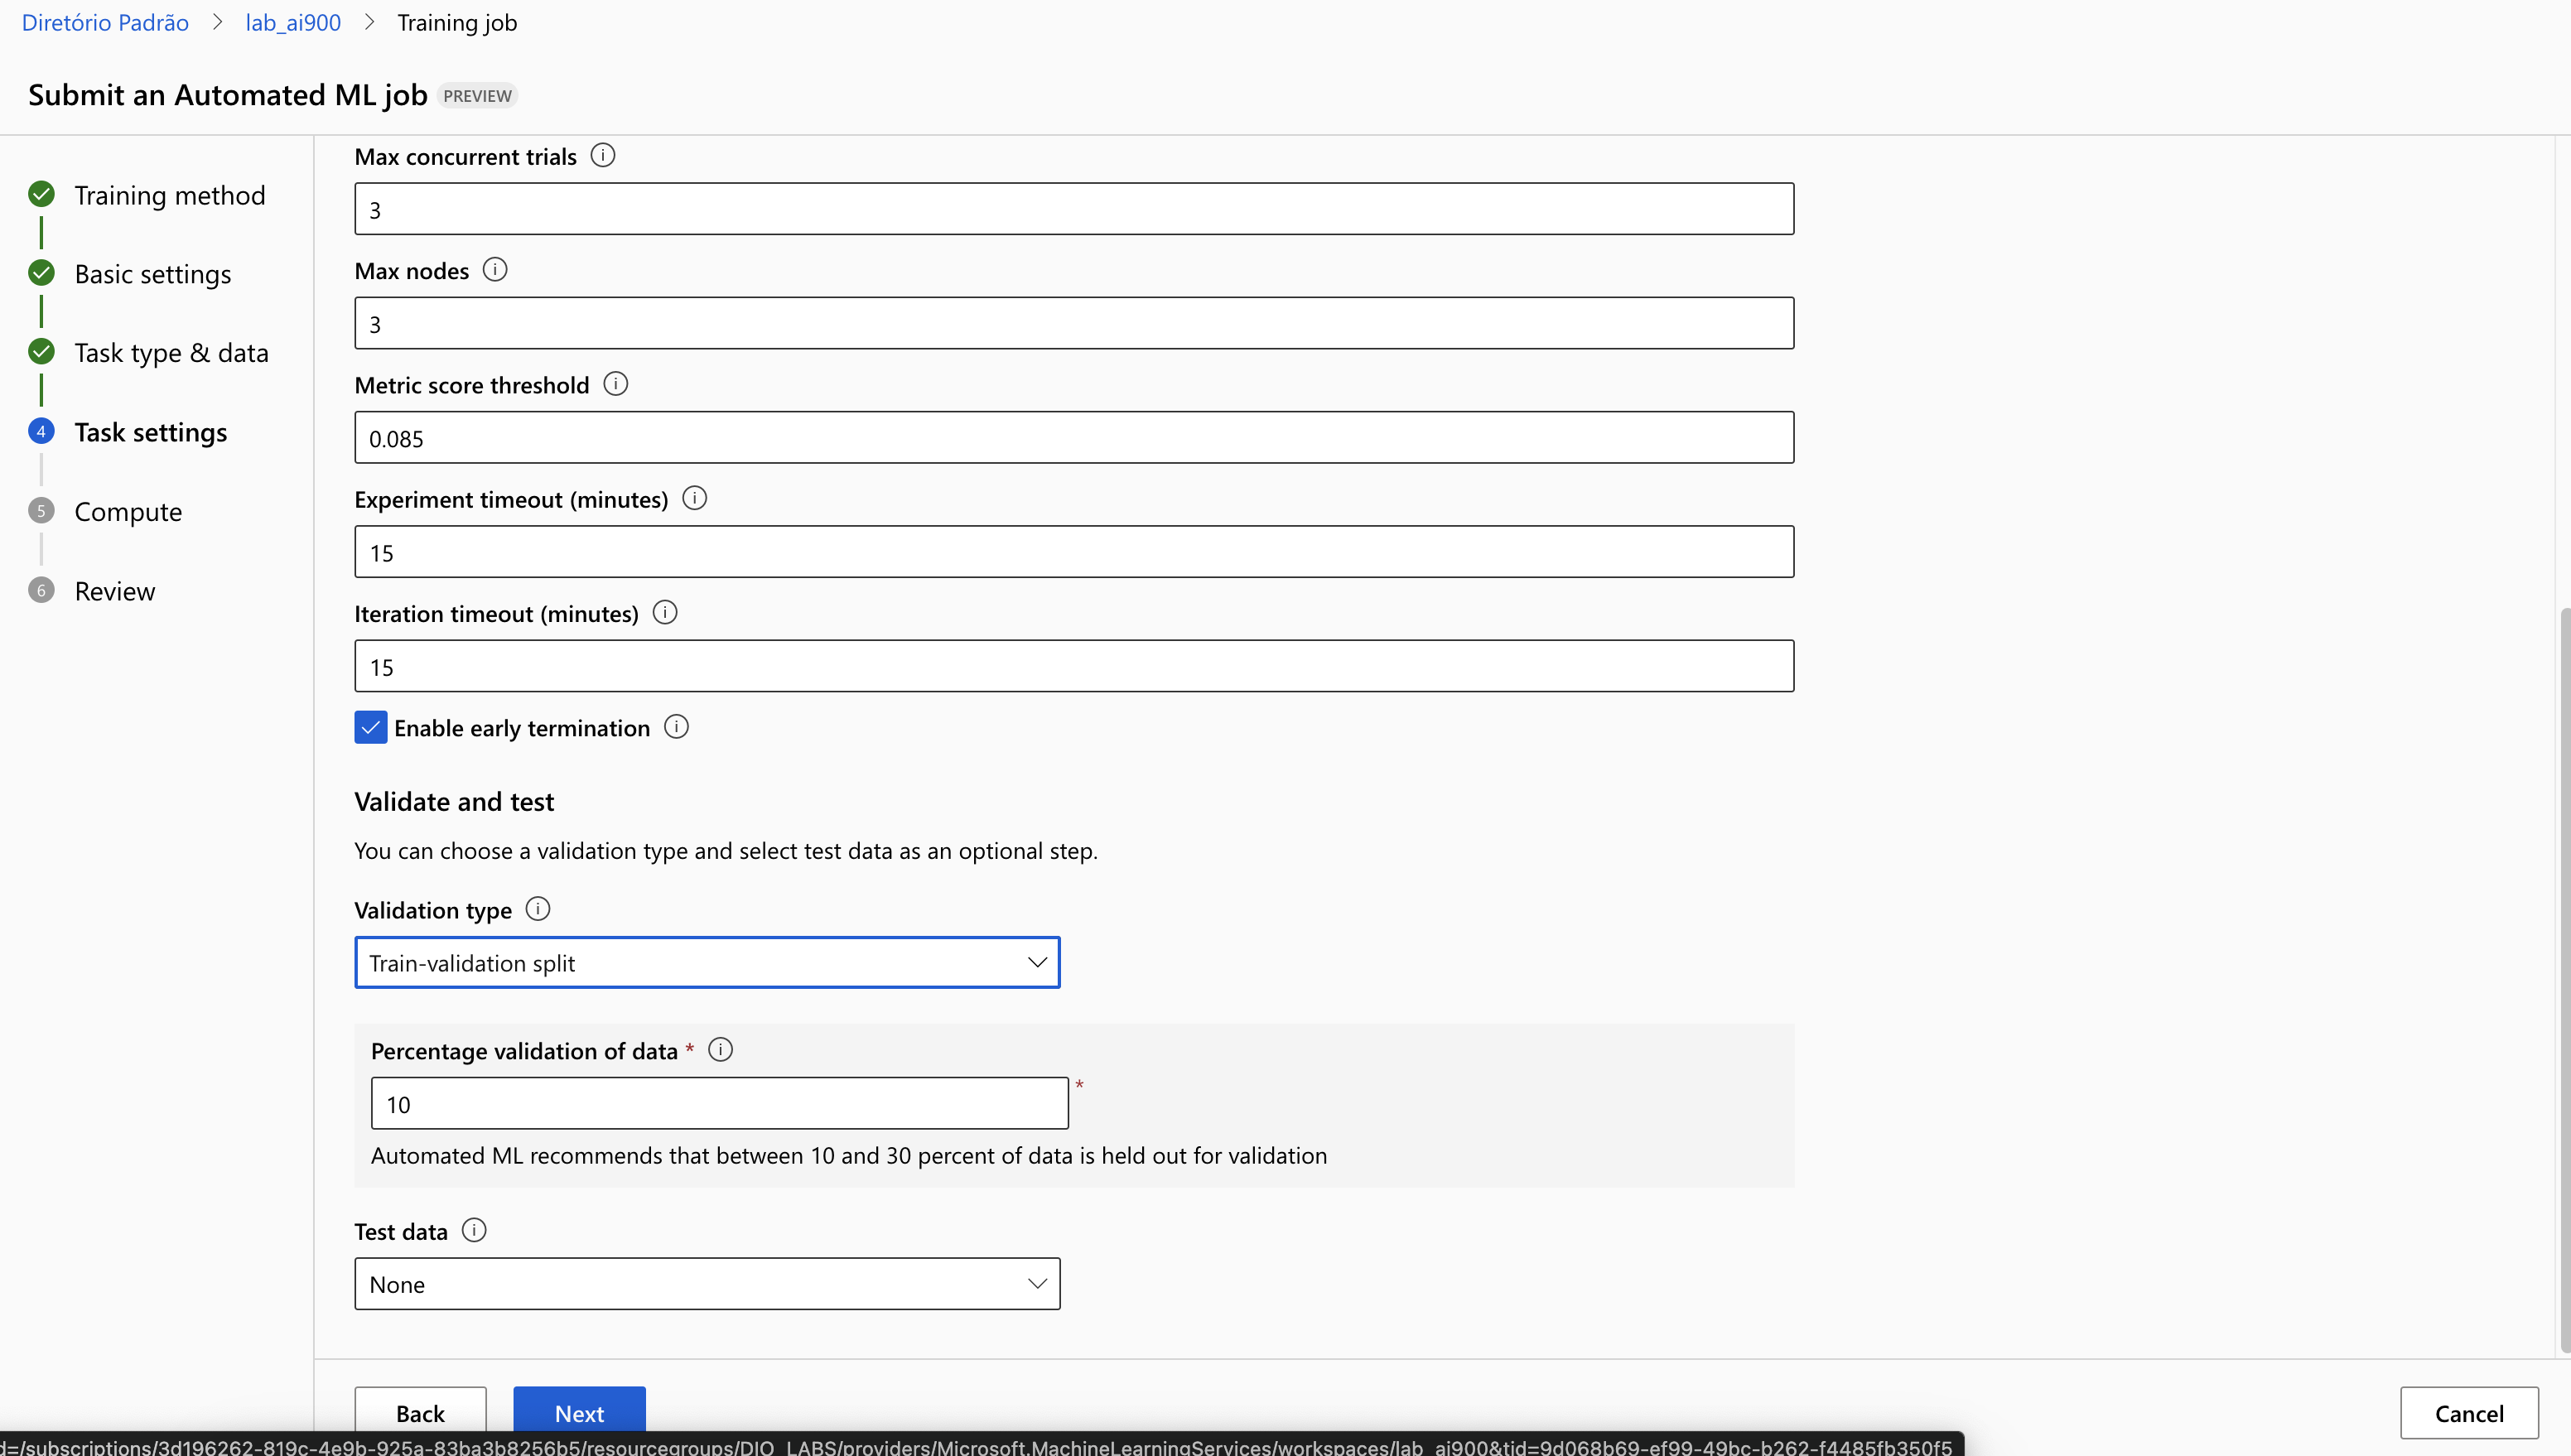 Diretório Padrão > lab_ai900 > Training job
Submit an Automated ML job PREVIEW
Training method
Basic settings
Task type & data
4 Task settings
5 Compute
6 Review
Max concurrent trials
3
Max nodes
3
Metric score threshold
0.085
Experiment timeout (minutes)
15
Iteration timeout (minutes)
15
Enable early termination
Validate and test
You can choose a validation type and select test data as an optional step.
Validation type
Train-validation split
Percentage validation of data *
10 *
Automated ML recommends that between 10 and 30 percent of data is held out for validation
Test data
None
Back Next Cancel
d=/subscriptions/3d196262-819c-4e9b-925a-83ba3b8256b5/resourcegroups/DIO_LABS/providers/Microsoft.MachineLearningServices/workspaces/lab_ai900&tid=9d068b69-ef99-49bc-b262-f4485fb350f5